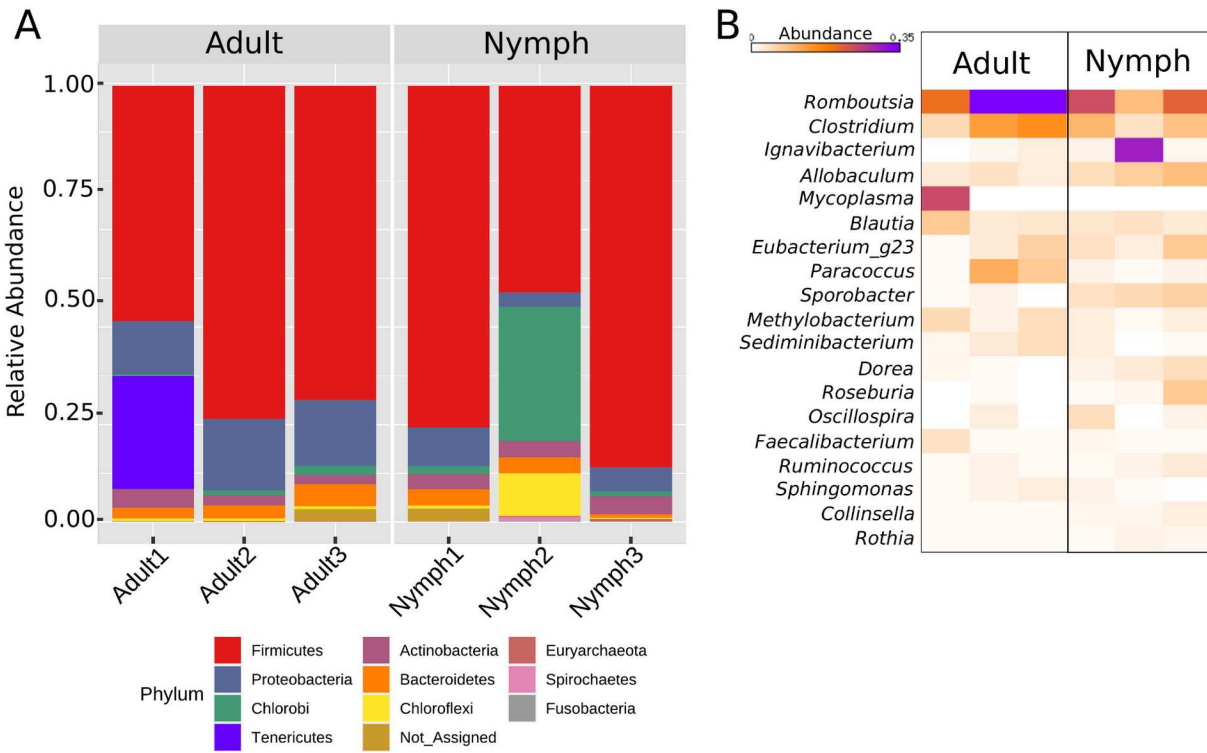 A
Adult Nymph
1.00
0.75
0.50
0.25
0.00
Relative Abundance
Adult1 Adult2 Adult3 Nymph1 Nymph2 Nymph3
Phylum
Firmicutes Actinobacteria Euryarchaeota
Proteobacteria Bacteroidetes Spirochaetes
Chlorobi Chloroflexi Fusobacteria
Tenericutes Not_Assigned
B
0 Abundance 0.35
Adult Nymph
Romboutsia
Clostridium
Ignavibacterium
Allobaculum
Mycoplasma
Blautia
Eubacterium_g23
Paracoccus
Sporobacter
Methylobacterium
Sediminibacterium
Dorea
Roseburia
Oscillospira
Faecalibacterium
Ruminococcus
Sphingomonas
Collinsella
Rothia